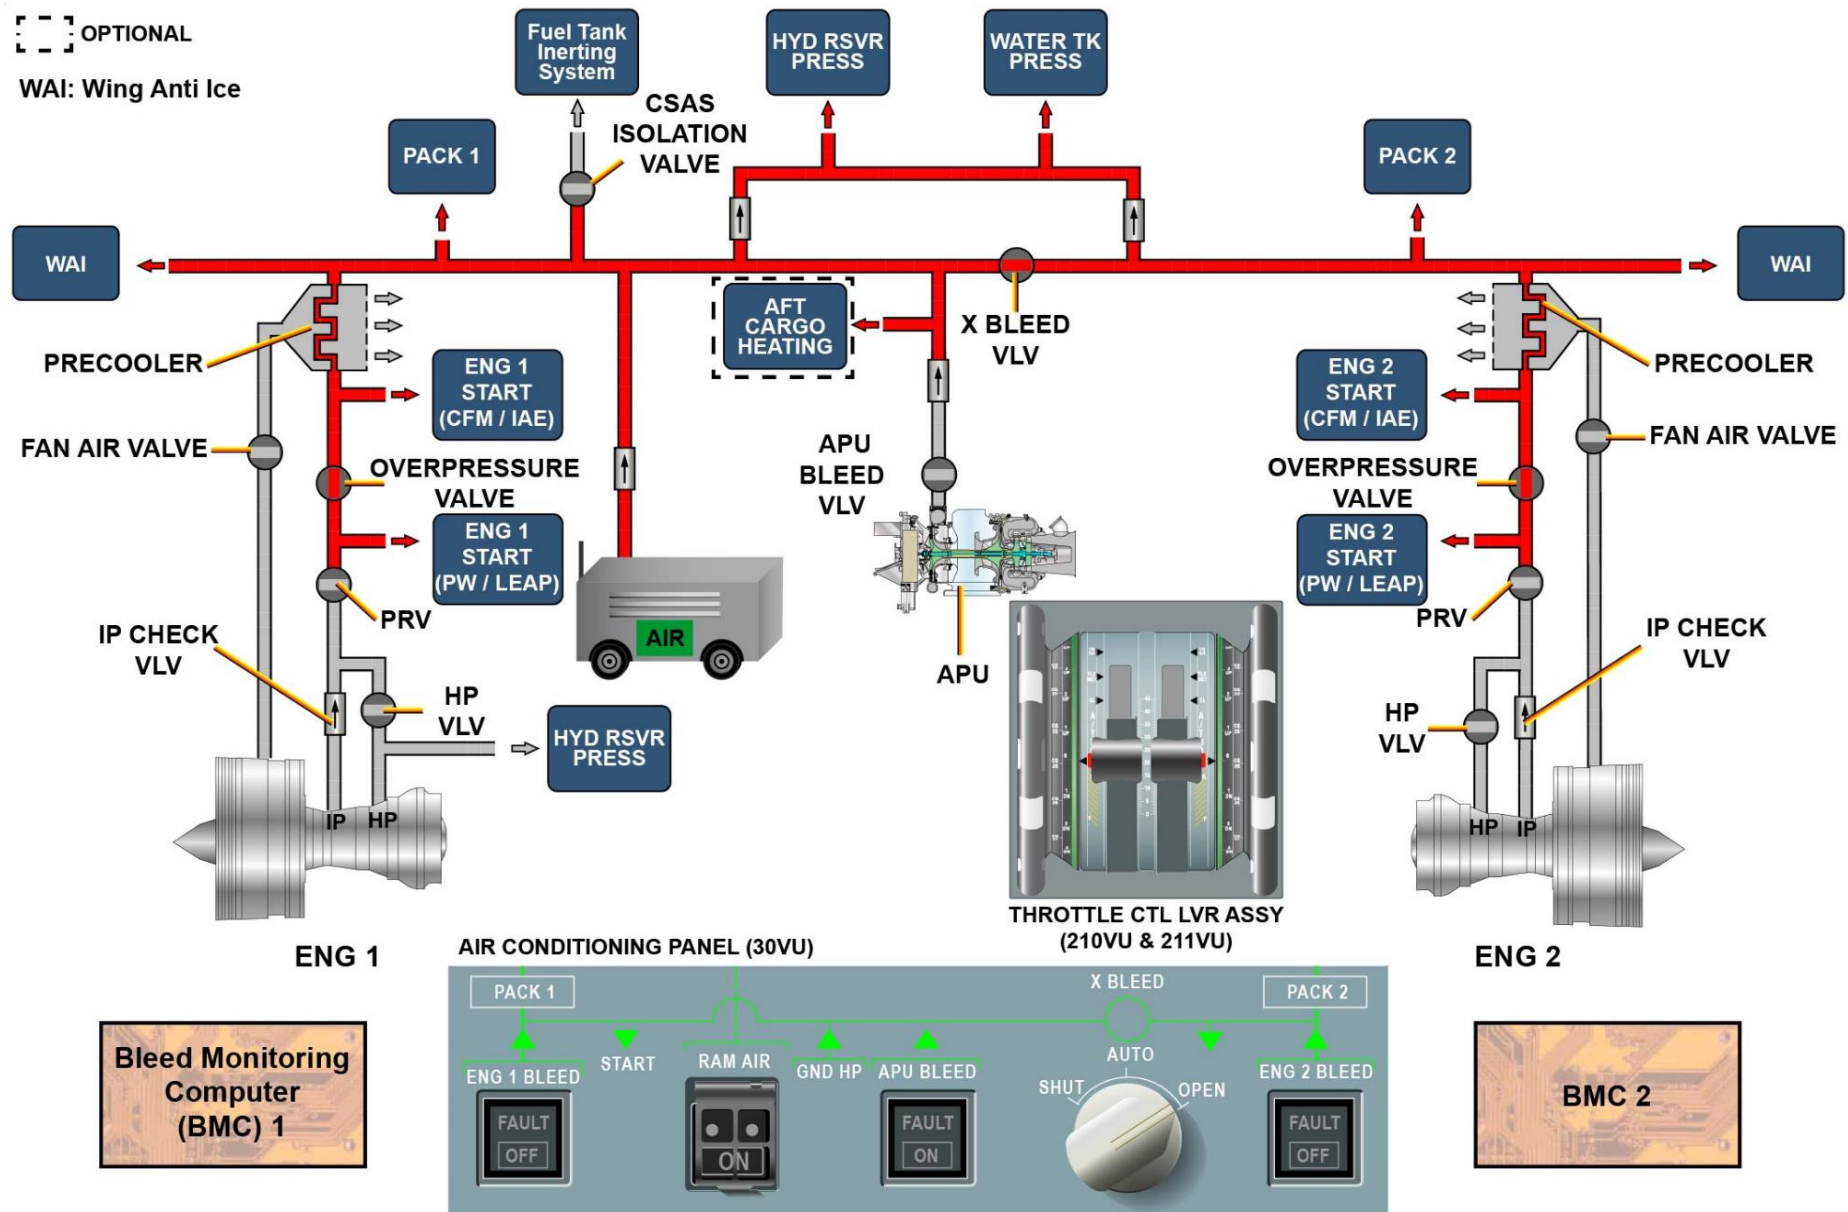 OPTIONAL
WAI: Wing Anti Ice
Fuel Tank
Inerting
System
HYD RSVR
PRESS
WATER TK
PRESS
CSAS
ISOLATION
VALVE
PACK 1
PACK 2
WAI
WAI
AFT
CARGO
HEATING
X BLEED
VLV
PRECOOLER
PRECOOLER
ENG 1
START
(CFM / IAE)
ENG 2
START
(CFM / IAE)
FAN AIR VALVE
FAN AIR VALVE
OVERPRESSURE
VALVE
APU
BLEED
VLV
OVERPRESSURE
VALVE
ENG 1
START
(PW / LEAP)
ENG 2
START
(PW / LEAP)
PRV
PRV
IP CHECK
VLV
AIR
APU
IP CHECK
VLV
HP
VLV
HP
VLV
HYD RSVR
PRESS
IP
HP
HP
IP
THROTTLE CTL LVR ASSY
(210VU & 211VU)
ENG 1
ENG 2
AIR CONDITIONING PANEL (30VU)
PACK 1
X BLEED
PACK 2
START
RAM AIR
AUTO
ENG 1 BLEED
GND HP
APU BLEED
ENG 2 BLEED
SHUT
OPEN
FAULT
OFF
ON
FAULT
ON
FAULT
OFF
Bleed Monitoring
Computer
(BMC) 1
BMC 2